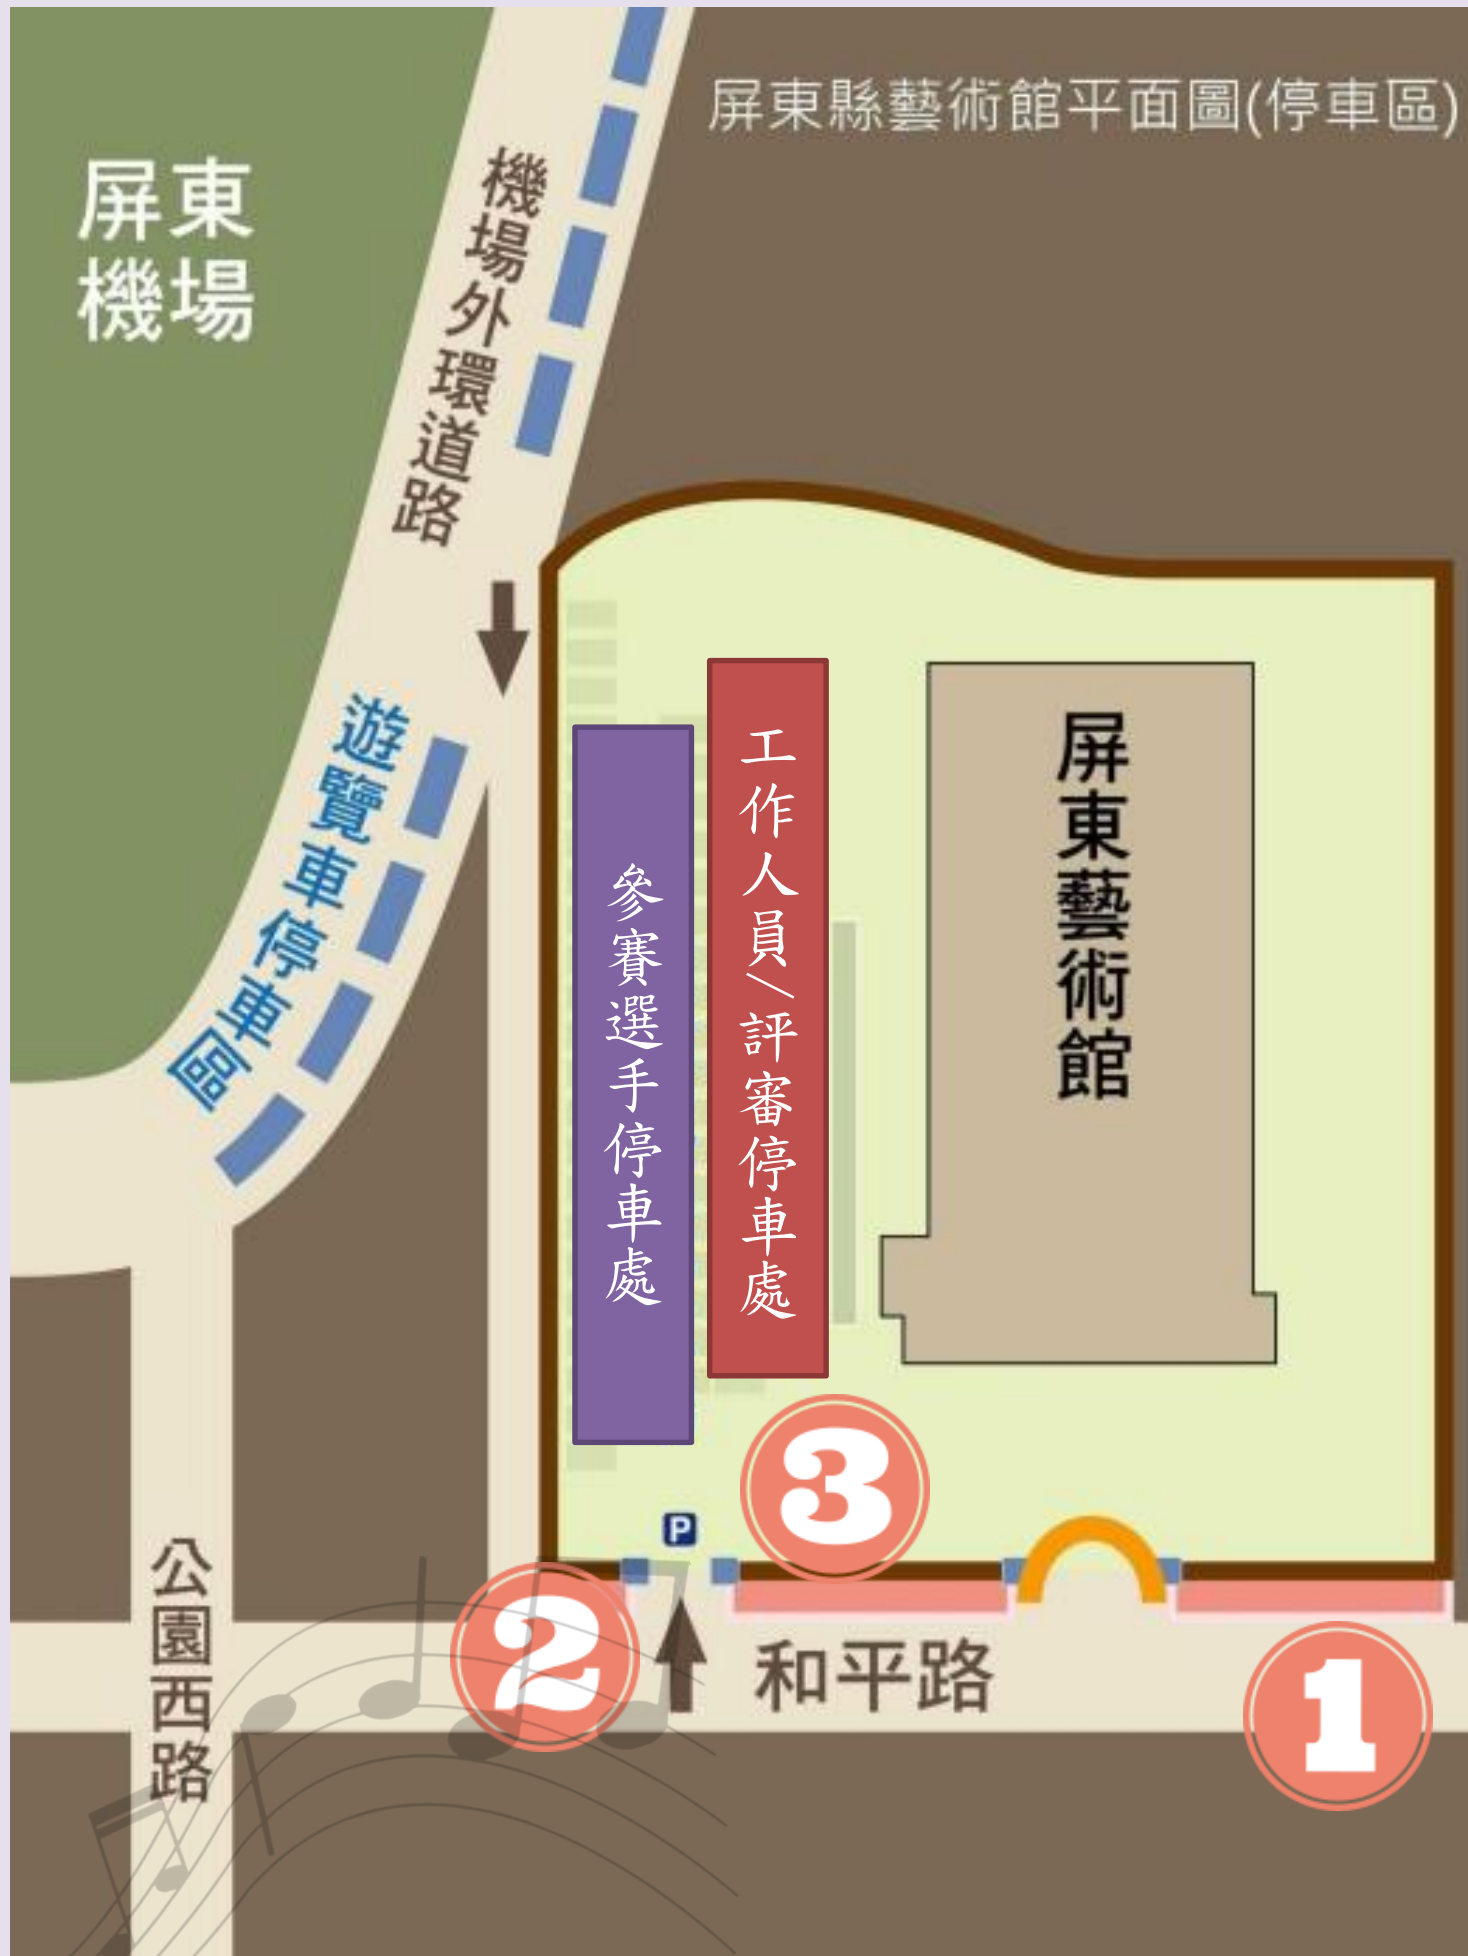 屏東縣藝術館平面圖(停車區)
屏東
機場
機場外環道路
遊覽車停車區
參賽選手停車處
工作人員/評審停車處
屏東藝術館
3
P
2
和平路
1
公園西路